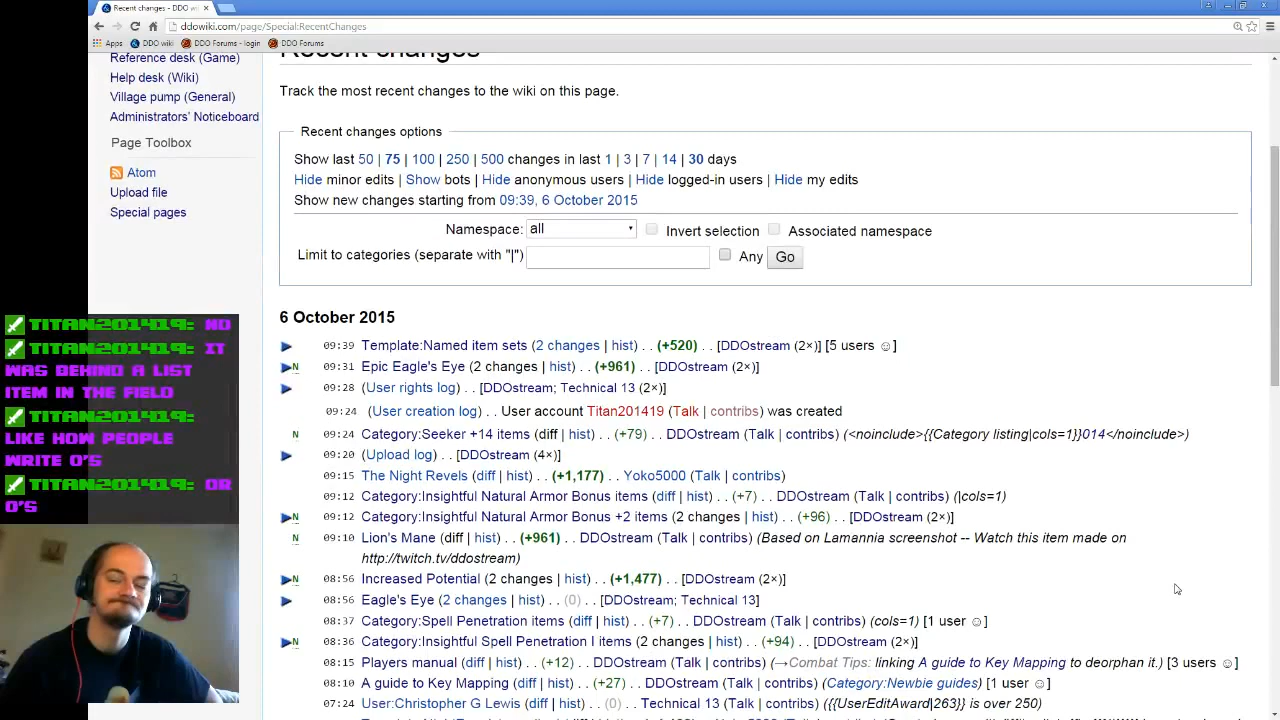 Recent changes - DDO wi
ddowiki.com/page/Special:RecentChanges
Apps DDO wiki DDO Forums - login DDO Forums
Recent changes
Reference desk (Game)
Help desk (Wiki)
Village pump (General)
Administrators' Noticeboard
Page Toolbox
Atom
Upload file
Special pages
Track the most recent changes to the wiki on this page.
Recent changes options
Show last 50 | 75 | 100 | 250 | 500 changes in last 1 | 3 | 7 | 14 | 30 days
Hide minor edits | Show bots | Hide anonymous users | Hide logged-in users | Hide my edits
Show new changes starting from 09:39, 6 October 2015
Namespace: all Invert selection Associated namespace
Limit to categories (separate with "|") Any Go
6 October 2015
09:39 Template:Named item sets (2 changes | hist) . . (+520) . . [DDOstream (2×)] [5 users ☺]
N 09:31 Epic Eagle's Eye (2 changes | hist) . . (+961) . . [DDOstream (2×)]
09:28 (User rights log) . . [DDOstream; Technical 13 (2×)]
09:24 (User creation log) . . User account Titan201419 (Talk | contribs) was created
N 09:24 Category:Seeker +14 items (diff | hist) . . (+79) . . DDOstream (Talk | contribs) (<noinclude>{{Category listing|cols=1}}014</noinclude>)
09:20 (Upload log) . . [DDOstream (4×)]
09:15 The Night Revels (diff | hist) . . (+1,177) . . Yoko5000 (Talk | contribs)
09:12 Category:Insightful Natural Armor Bonus items (diff | hist) . . (+7) . . DDOstream (Talk | contribs) (|cols=1)
N 09:12 Category:Insightful Natural Armor Bonus +2 items (2 changes | hist) . . (+96) . . [DDOstream (2×)]
N 09:10 Lion's Mane (diff | hist) . . (+961) . . DDOstream (Talk | contribs) (Based on Lamannia screenshot -- Watch this item made on
http://twitch.tv/ddostream)
N 08:56 Increased Potential (2 changes | hist) . . (+1,477) . . [DDOstream (2×)]
08:56 Eagle's Eye (2 changes | hist) . . (0) . . [DDOstream; Technical 13]
08:37 Category:Spell Penetration items (diff | hist) . . (+7) . . DDOstream (Talk | contribs) (cols=1) [1 user ☺]
N 08:36 Category:Insightful Spell Penetration I items (2 changes | hist) . . (+94) . . [DDOstream (2×)]
08:15 Players manual (diff | hist) . . (+12) . . DDOstream (Talk | contribs) (→Combat Tips: linking A guide to Key Mapping to deorphan it.) [3 users ☺]
08:10 A guide to Key Mapping (diff | hist) . . (+27) . . DDOstream (Talk | contribs) (Category:Newbie guides) [1 user ☺]
07:24 User:Christopher G Lewis (diff | hist) . . (0) . . Technical 13 (Talk | contribs) ({{UserEditAward|263}} is over 250)
TITAN201419: NO
TITAN201419: IT
WAS BEHIND A LIST
ITEM IN THE FIELD
TITAN201419:
LIKE HOW PEOPLE
WRITE 0'S
TITAN201419: OR
O'S